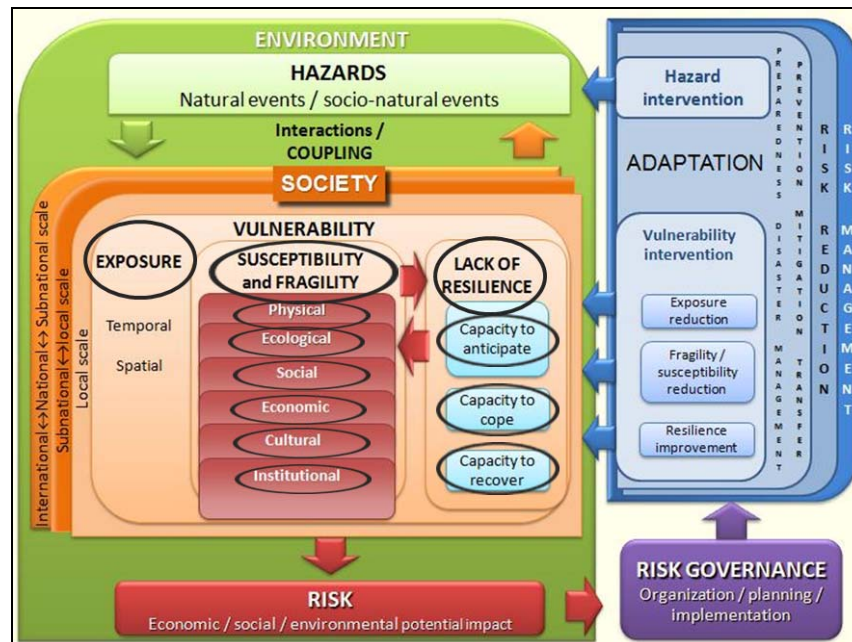 ENVIRONMENT
HAZARDS
Natural events / socio-natural events
Interactions /
COUPLING
SOCIETY
International↔National↔Subnational scale
Subnational↔local scale
Local scale
VULNERABILITY
EXPOSURE
Temporal
Spatial
SUSCEPTIBILITY
and FRAGILITY
Physical
Ecological
Social
Economic
Cultural
Institutional
LACK OF
RESILIENCE
Capacity to
anticipate
Capacity to
cope
Capacity to
recover
RISK
Economic / social / environmental potential impact
Hazard
intervention
ADAPTATION
Vulnerability
intervention
Exposure
reduction
Fragility /
susceptibility
reduction
Resilience
improvement
PREPAREDNESS DISASTER MANAGEMENT
PREVENTION MITIGATION TRANSFER
RISK REDUCTION
RISK MANAGEMENT
RISK GOVERNANCE
Organization / planning /
implementation